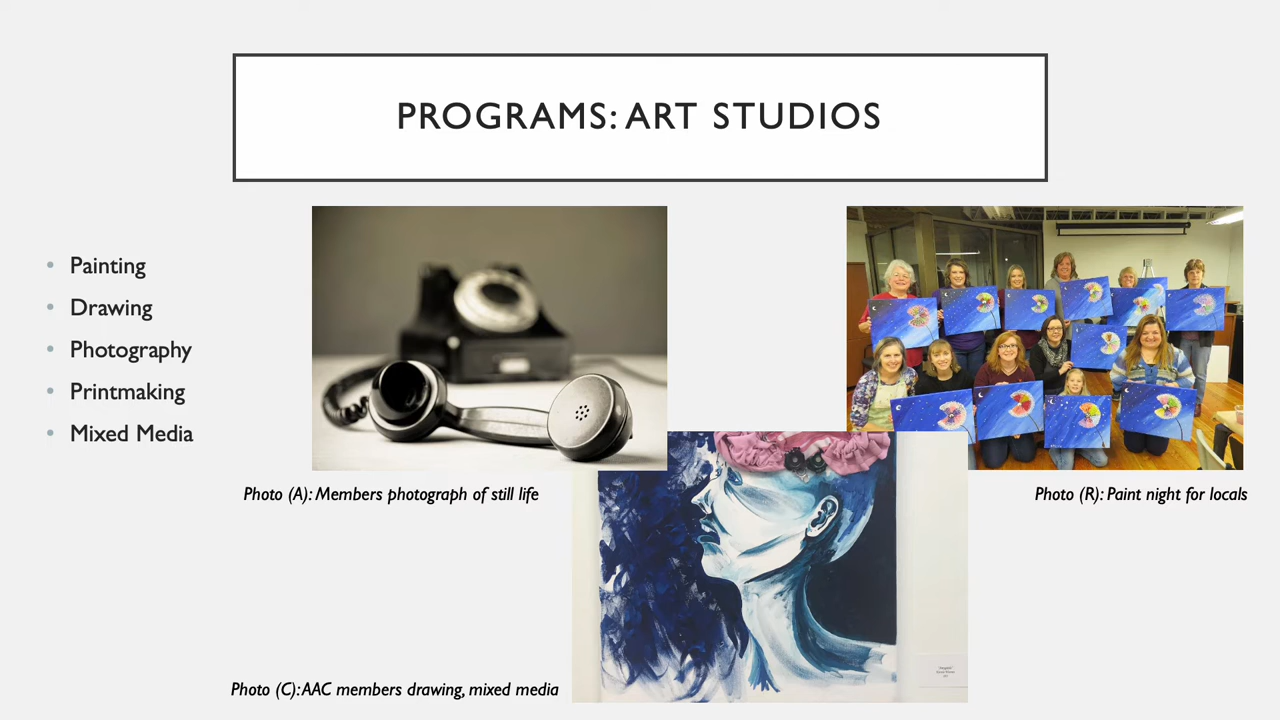 PROGRAMS: ART STUDIOS
• Painting
• Drawing
• Photography
• Printmaking
• Mixed Media
Photo (A): Members photograph of still life
Photo (R): Paint night for locals
Photo (C): AAC members drawing, mixed media